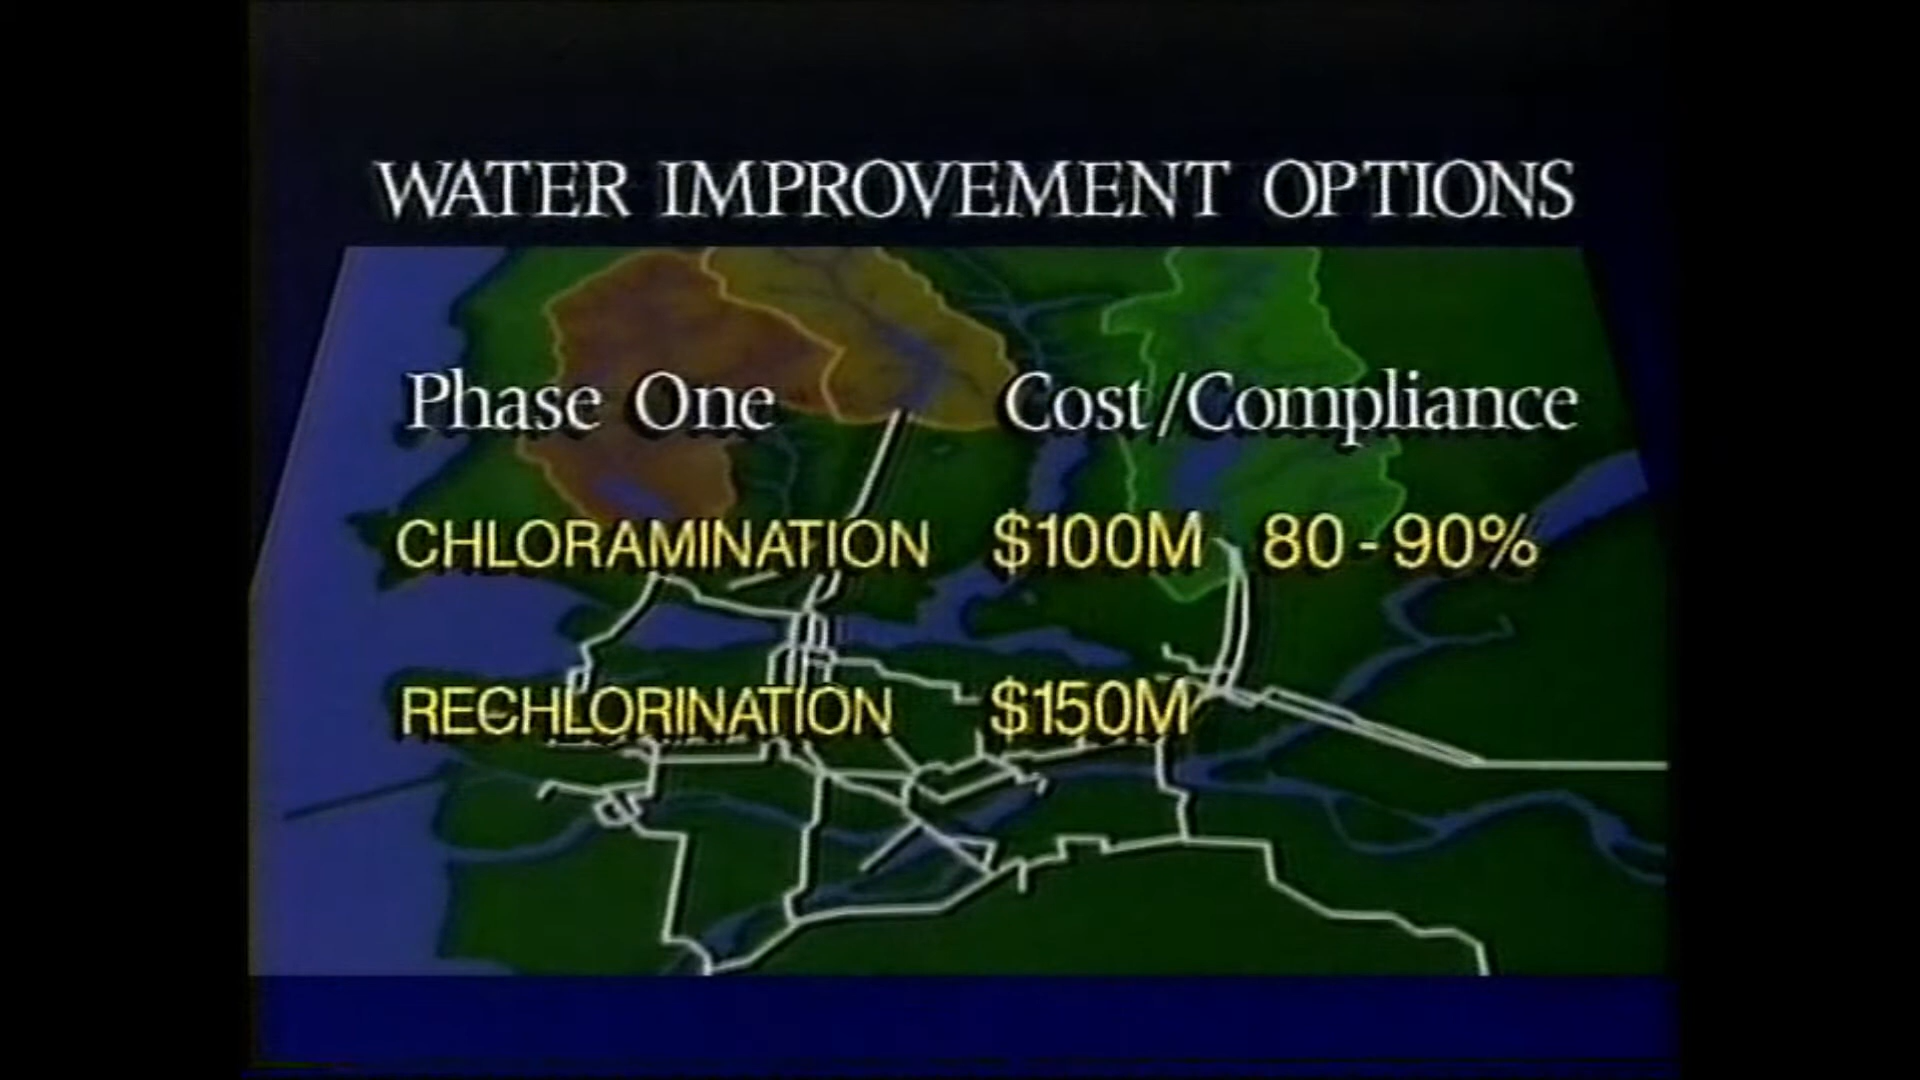 WATER IMPROVEMENT OPTIONS
Phase One Cost/Compliance
CHLORAMINATION $100M 80-90%
RECHLORINATION $150M